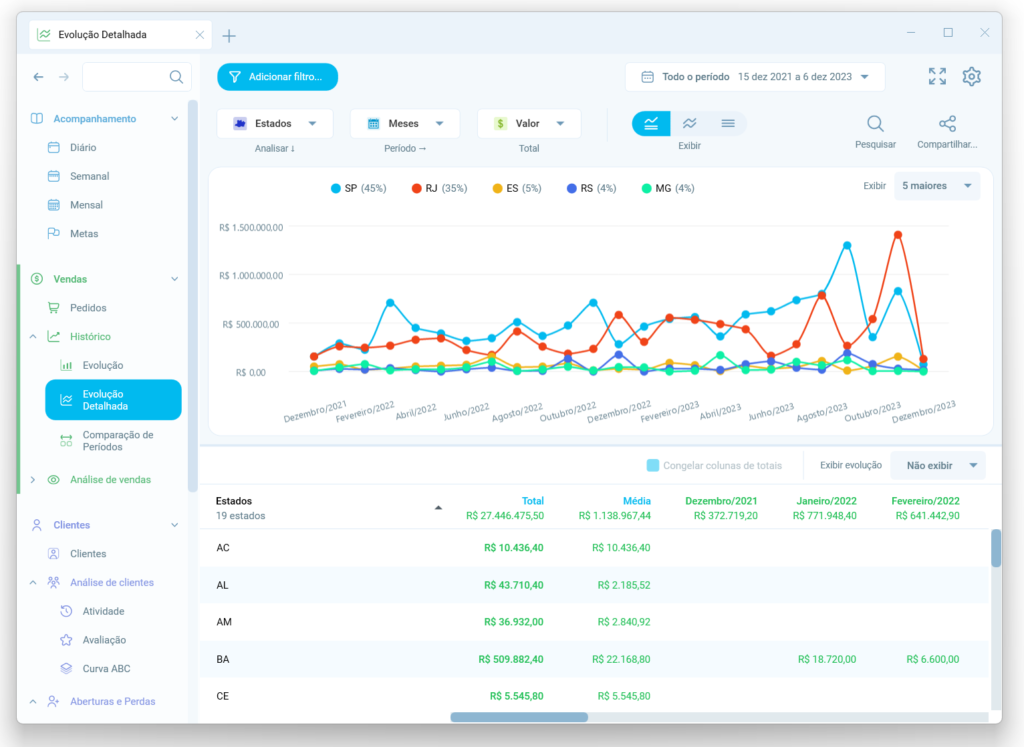 Evolução Detalhada
Adicionar filtro...
Todo o período 15 dez 2021 a 6 dez 2023
Acompanhamento
Diário
Semanal
Mensal
Metas
Vendas
Pedidos
Histórico
Evolução
Evolução
Detalhada
Comparação de
Períodos
Análise de vendas
Clientes
Clientes
Análise de clientes
Atividade
Avaliação
Curva ABC
Aberturas e Perdas
Estados
Meses
$ Valor
Analisar ↓
Período →
Total
Exibir
Pesquisar
Compartilhar...
SP (45%)
RJ (35%)
ES (5%)
RS (4%)
MG (4%)
Exibir 5 maiores
R$ 1.500.000,00
R$ 1.000.000,00
R$ 500.000,00
R$ 0,00
Dezembro/2021
Fevereiro/2022
Abril/2022
Junho/2022
Agosto/2022
Outubro/2022
Dezembro/2022
Fevereiro/2023
Abril/2023
Junho/2023
Agosto/2023
Outubro/2023
Dezembro/2023
Congelar colunas de totais
Exibir evolução Não exibir
Estados Total Média Dezembro/2021 Janeiro/2022 Fevereiro/2022
19 estados R$ 27.446.475,50 R$ 1.138.967,44 R$ 372.719,20 R$ 771.948,40 R$ 641.442,90
AC R$ 10.436,40 R$ 10.436,40
AL R$ 43.710,40 R$ 2.185,52
AM R$ 36.932,00 R$ 2.840,92
BA R$ 509.882,40 R$ 22.168,80 R$ 18.720,00 R$ 6.600,00
CE R$ 5.545,80 R$ 5.545,80